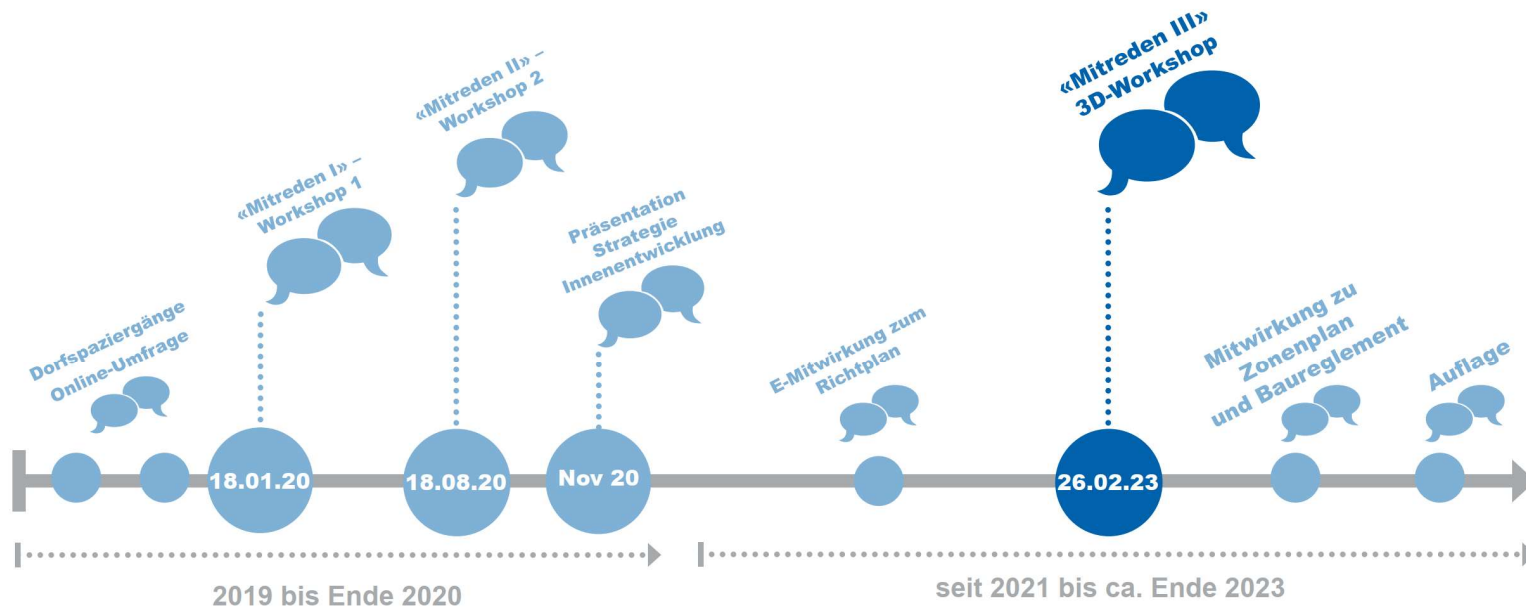 Dorfspaziergänge
Online-Umfrage
«Mitreden I» –
Workshop 1
«Mitreden II» –
Workshop 2
Präsentation
Strategie
Innenentwicklung
E-Mitwirkung zum
Richtplan
«Mitreden III»
3D-Workshop
Mitwirkung zu
Zonenplan
und Baureglement
Auflage
18.01.20
18.08.20
Nov 20
26.02.23
2019 bis Ende 2020
seit 2021 bis ca. Ende 2023